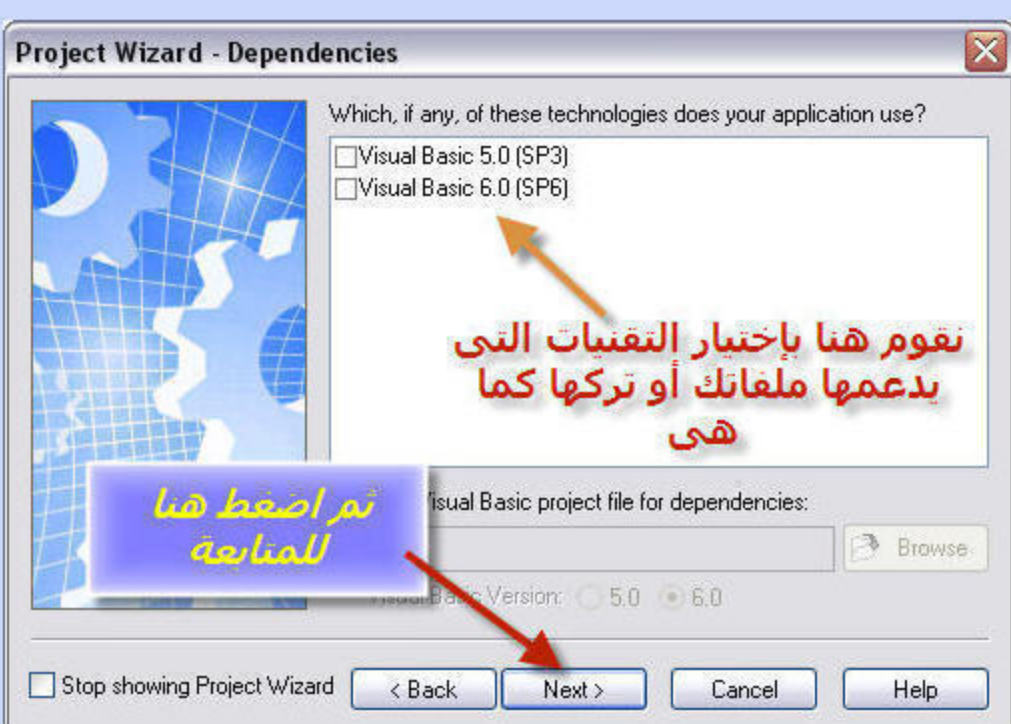 Project Wizard - Dependencies
Which, if any, of these technologies does your application use?
Visual Basic 5.0 (SP3)
Visual Basic 6.0 (SP6)
نقوم هنا بإختيار التقنيات التى
يدعمها ملفاتك أو تركها كما
هى
ثم اضغط هنا
للمتابعة
Visual Basic project file for dependencies:
Browse
Visual Basic Version: 5.0 6.0
Stop showing Project Wizard
< Back
Next >
Cancel
Help